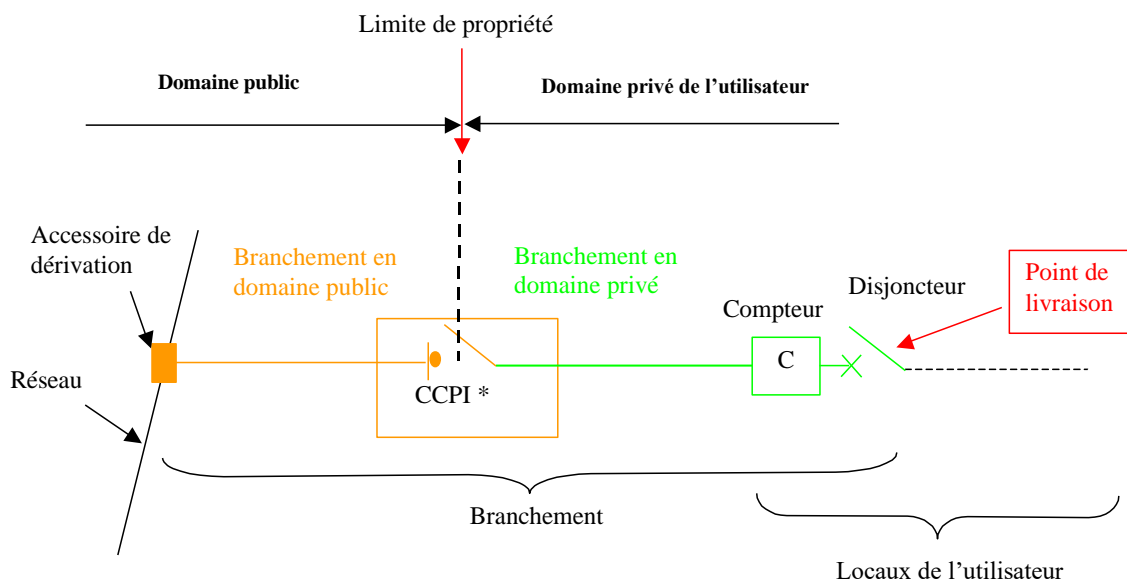 Limite de propriété
Domaine public
Domaine privé de l’utilisateur
Accessoire de
dérivation
Branchement en
domaine public
Branchement en
domaine privé
Point de
livraison
Disjoncteur
Compteur
C
Réseau
CCPI *
Branchement
Locaux de l’utilisateur